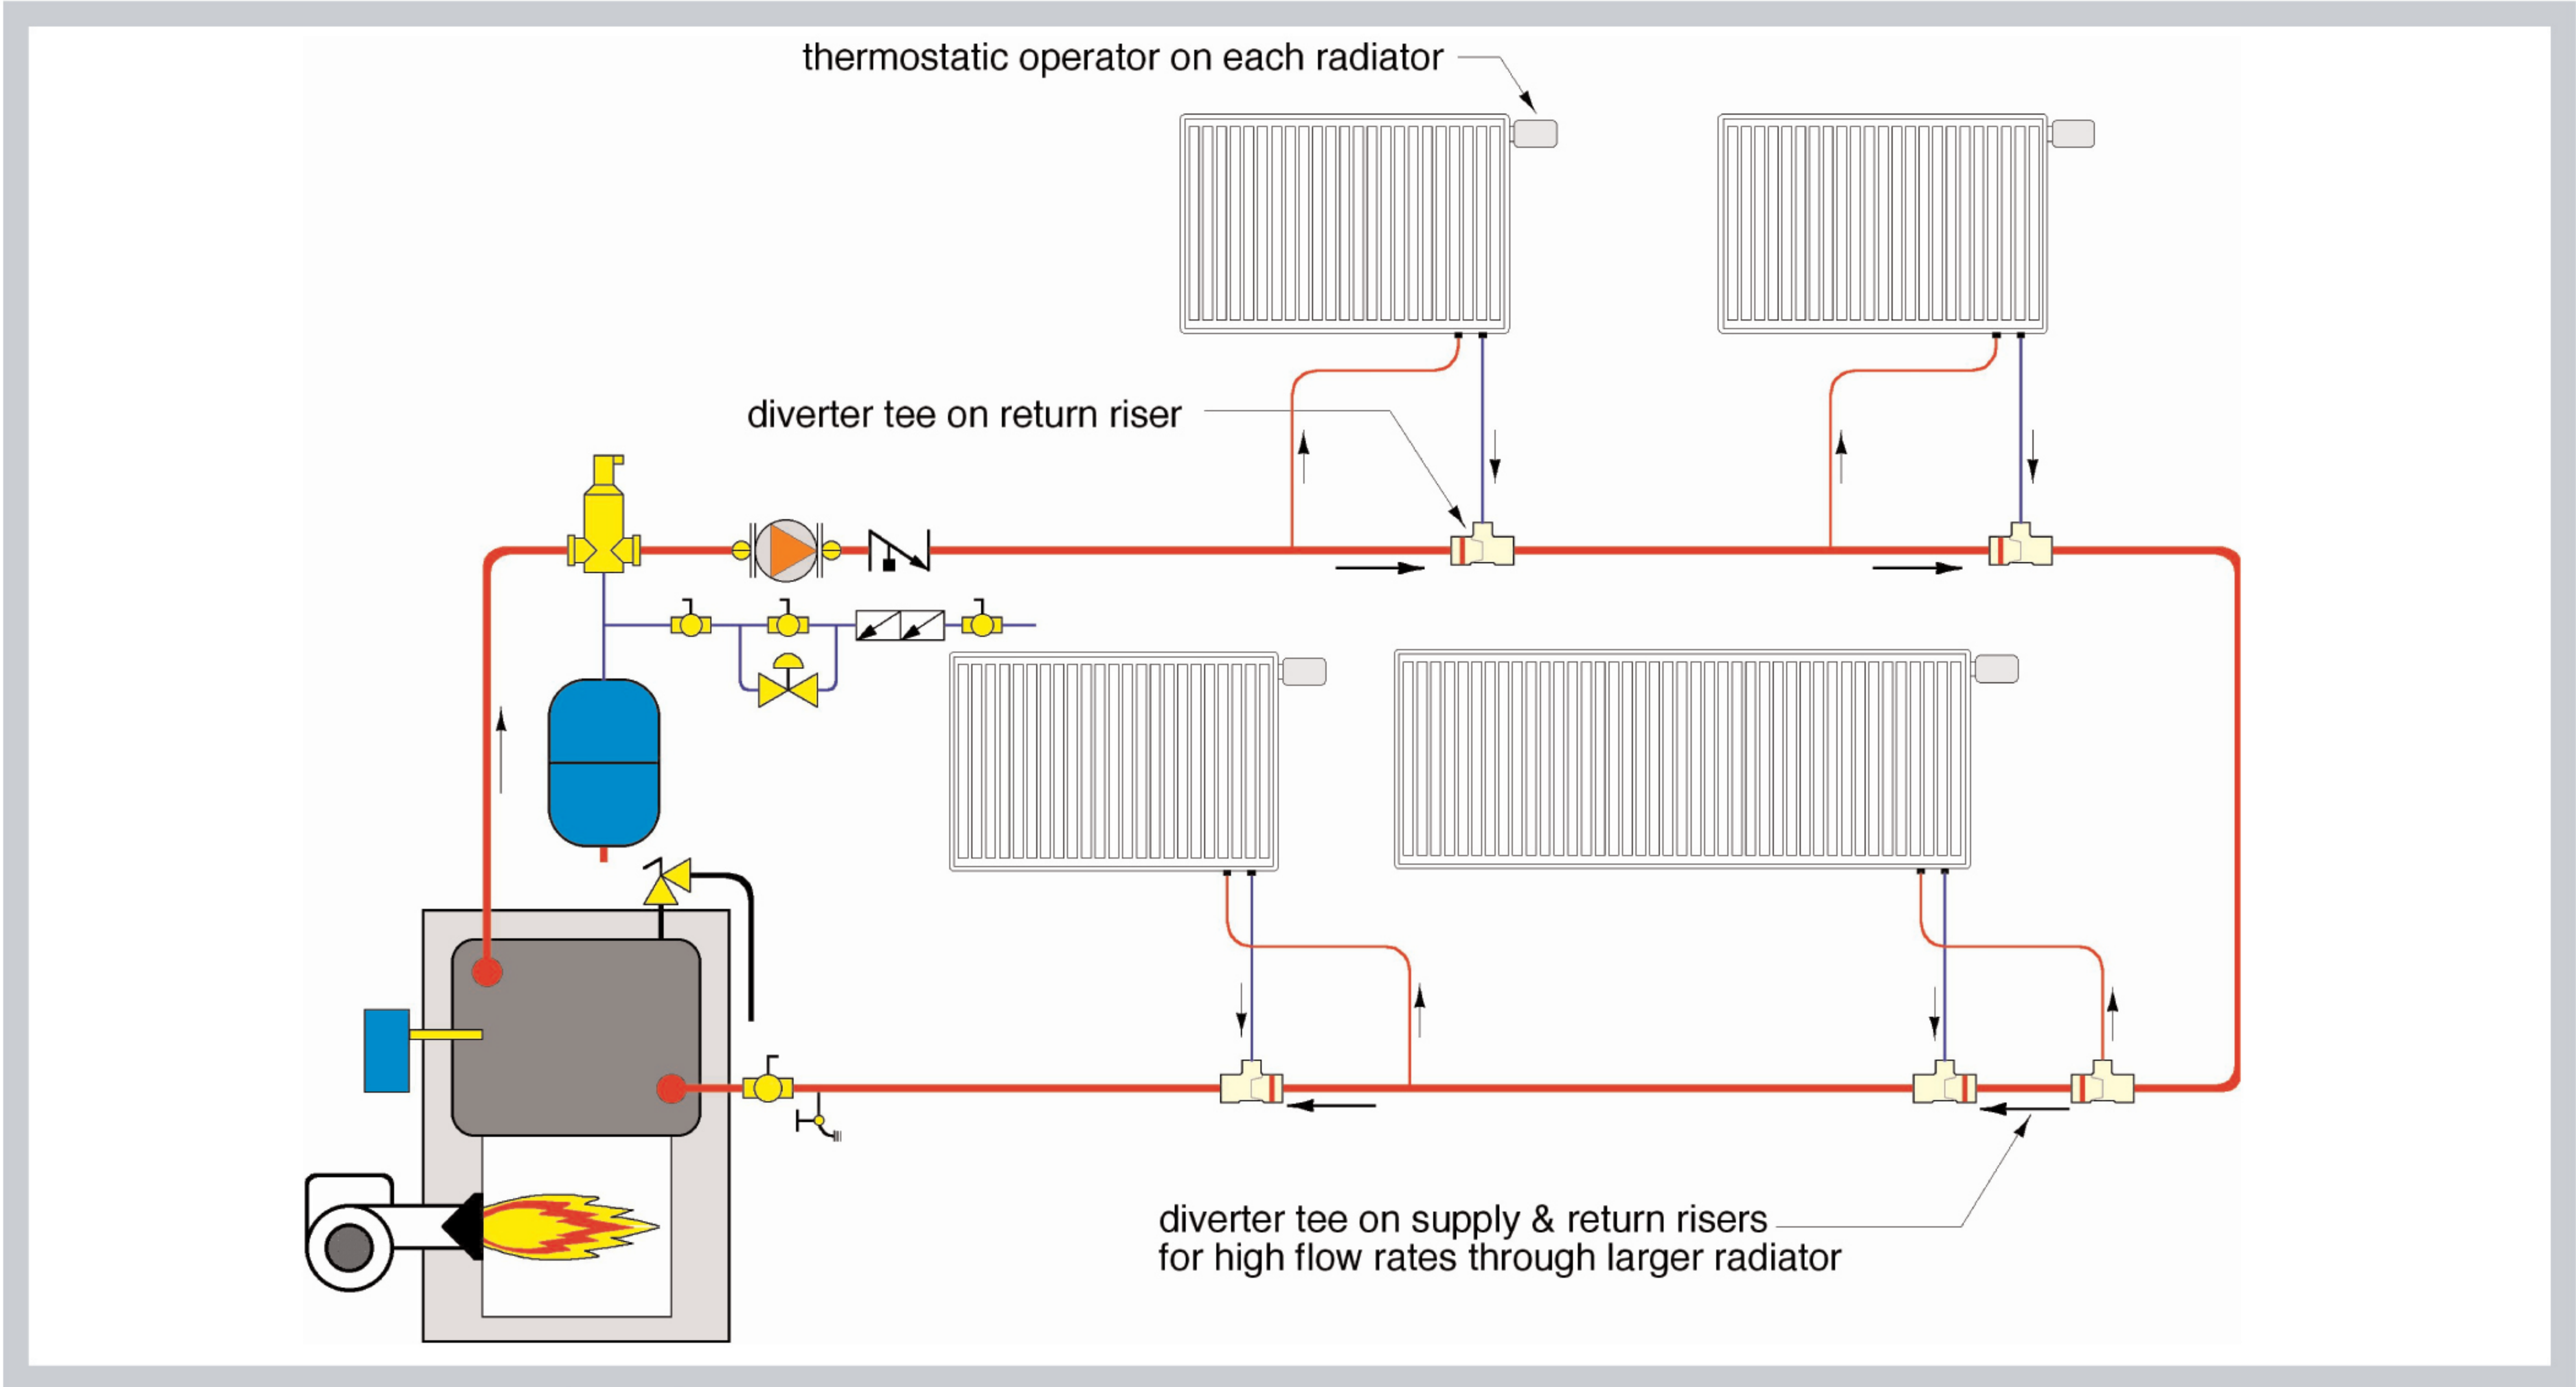 thermostatic operator on each radiator
diverter tee on return riser
diverter tee on supply & return risers
for high flow rates through larger radiator